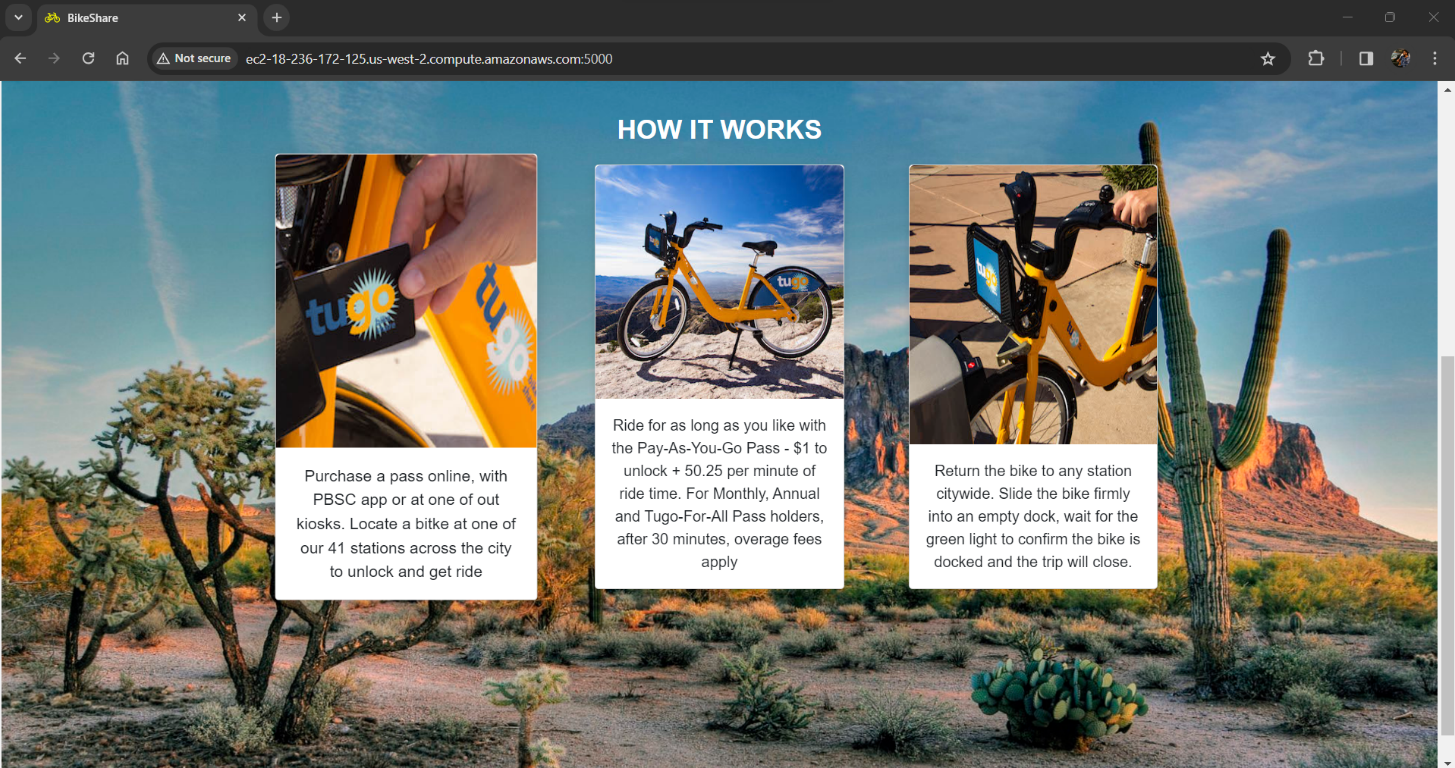 BikeShare
Not secure
ec2-18-236-172-125.us-west-2.compute.amazonaws.com:5000
HOW IT WORKS
tugo
tugo
Purchase a pass online, with
PBSC app or at one of out
kiosks. Locate a bitke at one of
our 41 stations across the city
to unlock and get ride
tugo
tugo
Ride for as long as you like with
the Pay-As-You-Go Pass - $1 to
unlock + 50.25 per minute of
ride time. For Monthly, Annual
and Tugo-For-All Pass holders,
after 30 minutes, overage fees
apply
tugo
Return the bike to any station
citywide. Slide the bike firmly
into an empty dock, wait for the
green light to confirm the bike is
docked and the trip will close.